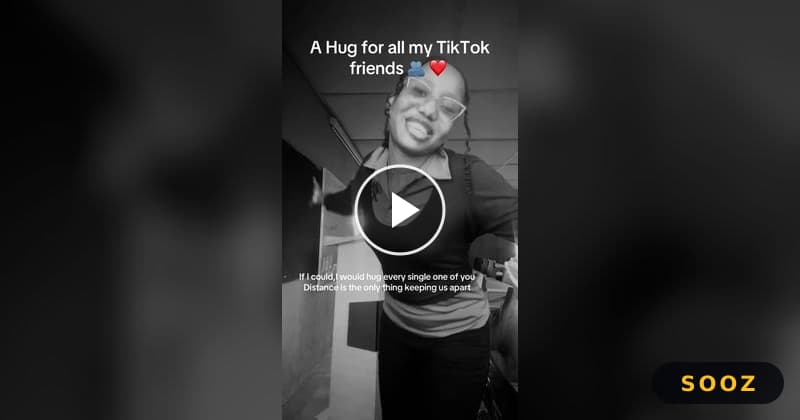 A Hug for all my TikTok
friends 🫂 ❤️
If I could,I would hug every single one of you
Distance is the only thing keeping us apart
SOOZ